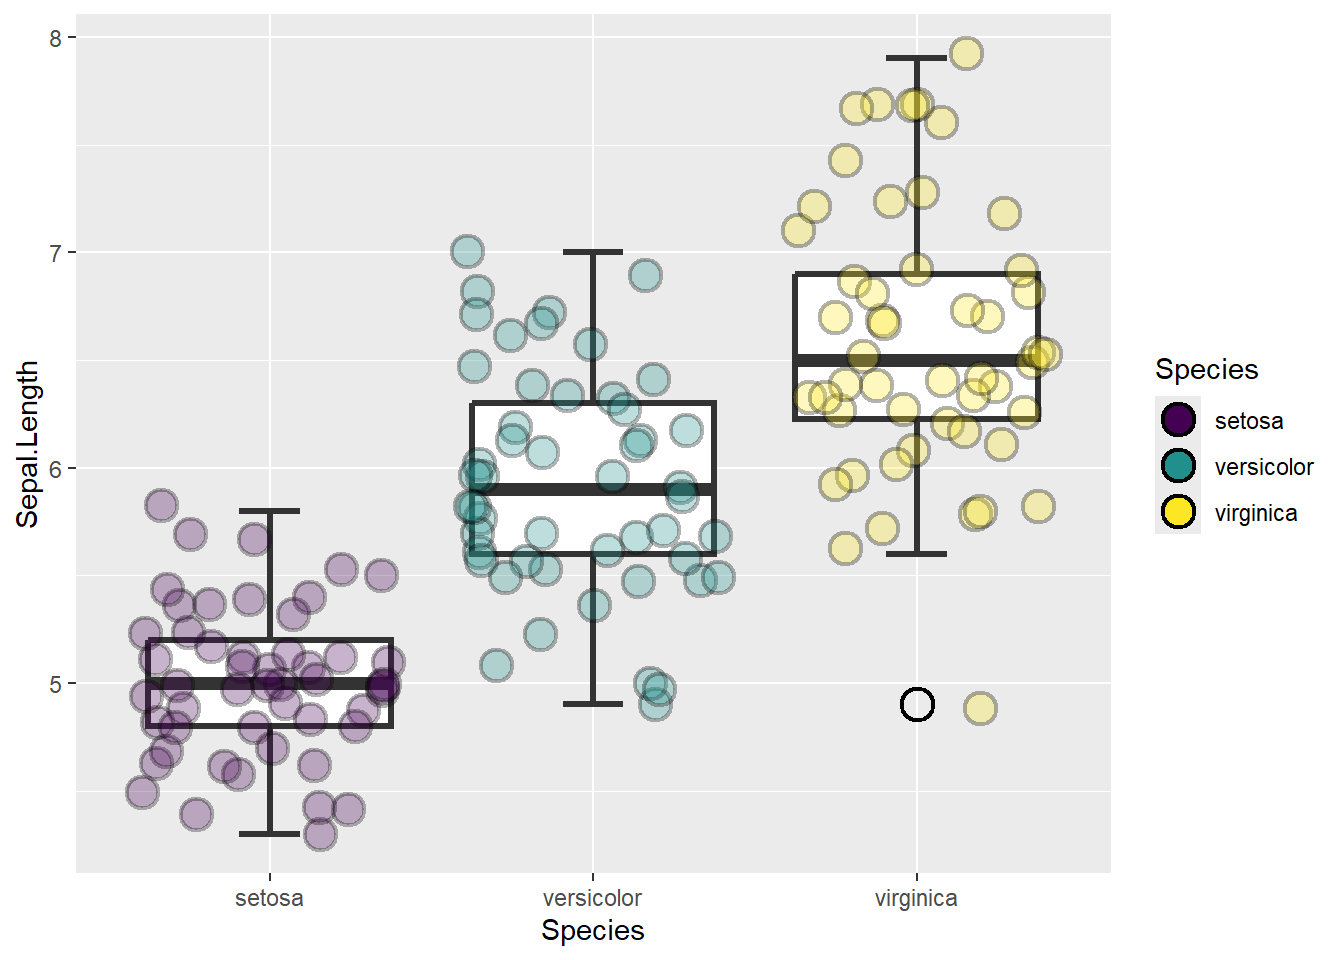 8
7
6
5
Sepal.Length
setosa
versicolor
virginica
Species
Species
setosa
versicolor
virginica